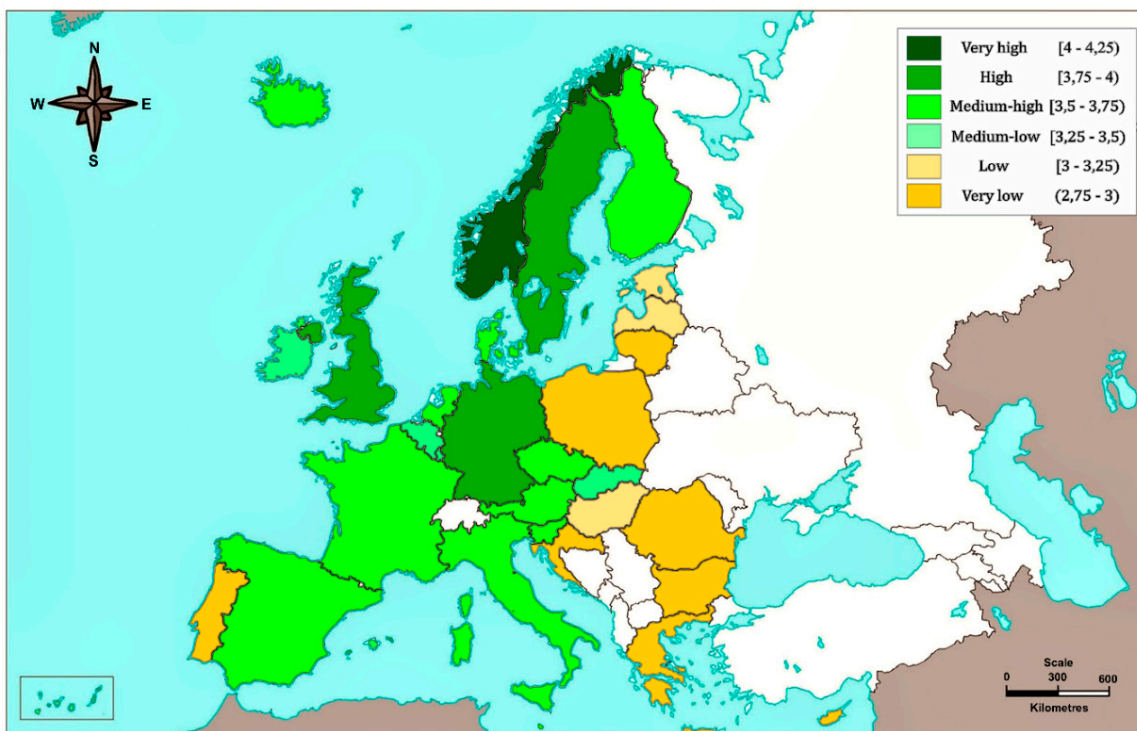 N
W E
S
Very high [4 - 4,25)
High [3,75 - 4)
Medium-high [3,5 - 3,75)
Medium-low [3,25 - 3,5)
Low [3 - 3,25)
Very low (2,75 - 3)
Scale
0 300 600
Kilometres